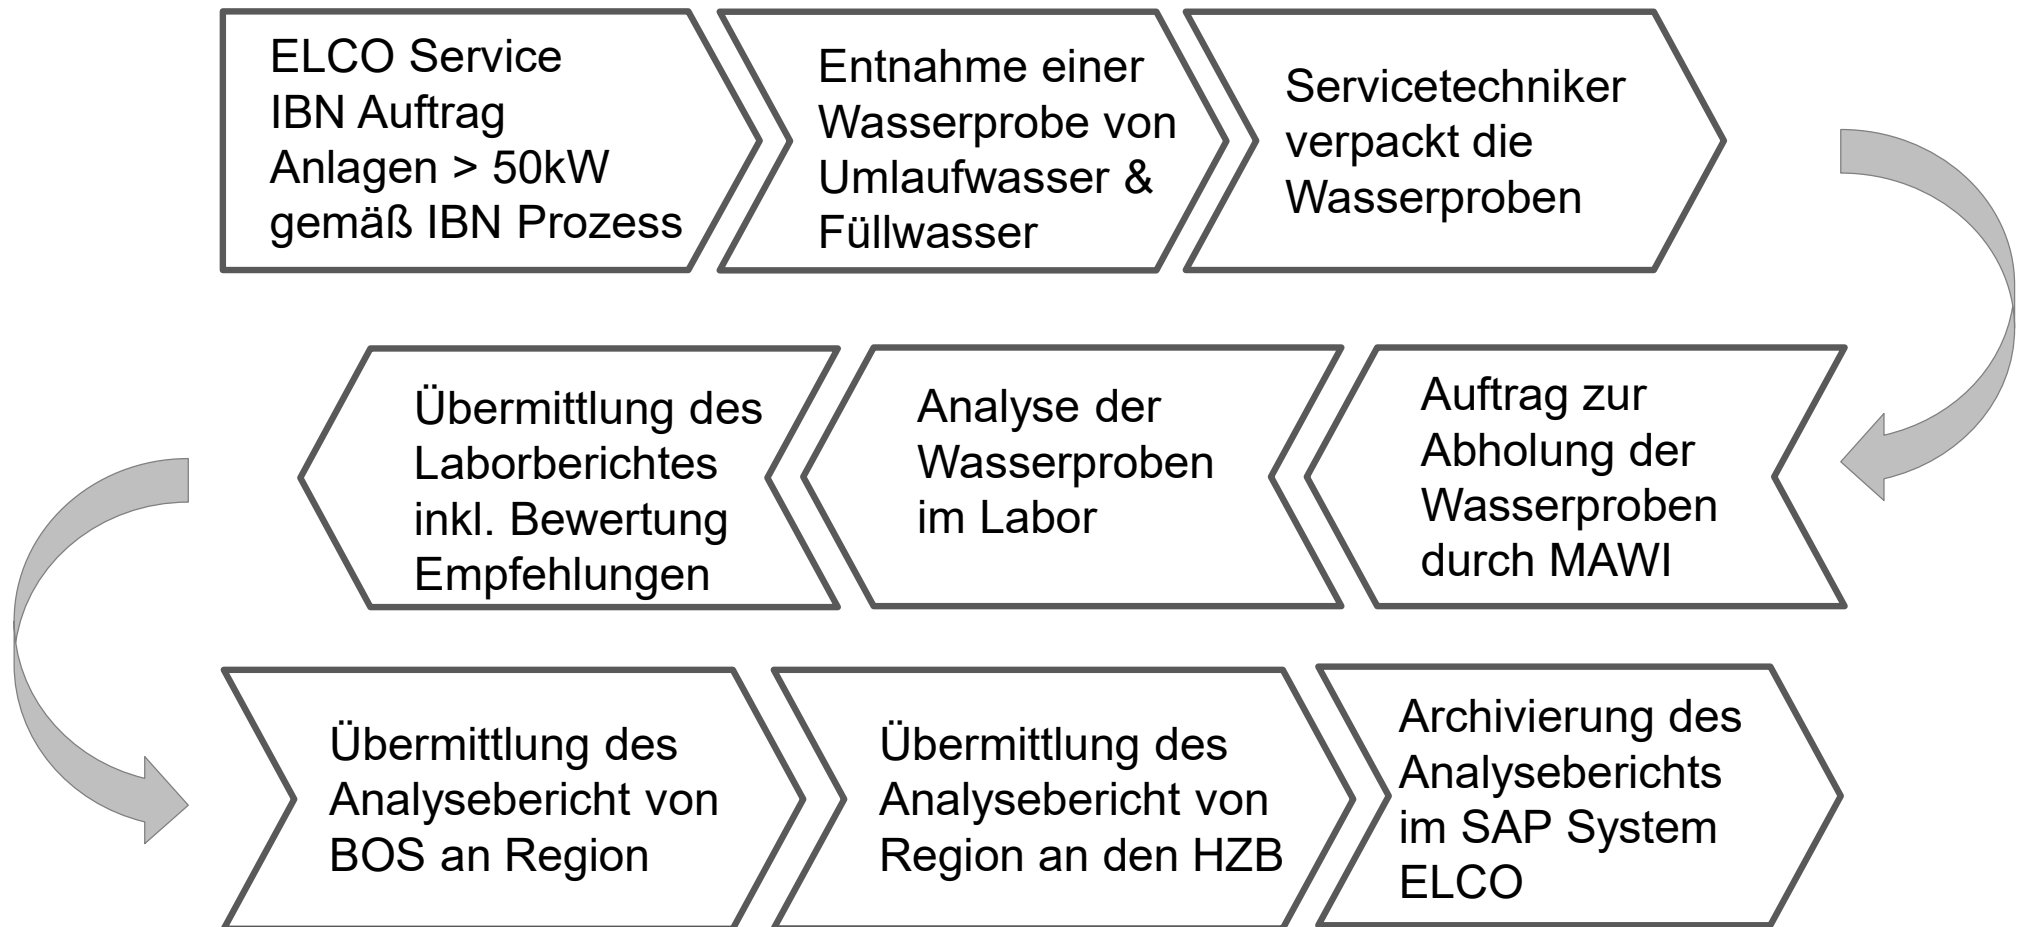 ELCO Service
IBN Auftrag
Anlagen > 50kW
gemäß IBN Prozess
Entnahme einer
Wasserprobe von
Umlaufwasser &
Füllwasser
Servicetechniker
verpackt die
Wasserproben
Auftrag zur
Abholung der
Wasserproben
durch MAWI
Analyse der
Wasserproben
im Labor
Übermittlung des
Laborberichtes
inkl. Bewertung
Empfehlungen
Übermittlung des
Analysebericht von
BOS an Region
Übermittlung des
Analysebericht von
Region an den HZB
Archivierung des
Analyseberichts
im SAP System
ELCO